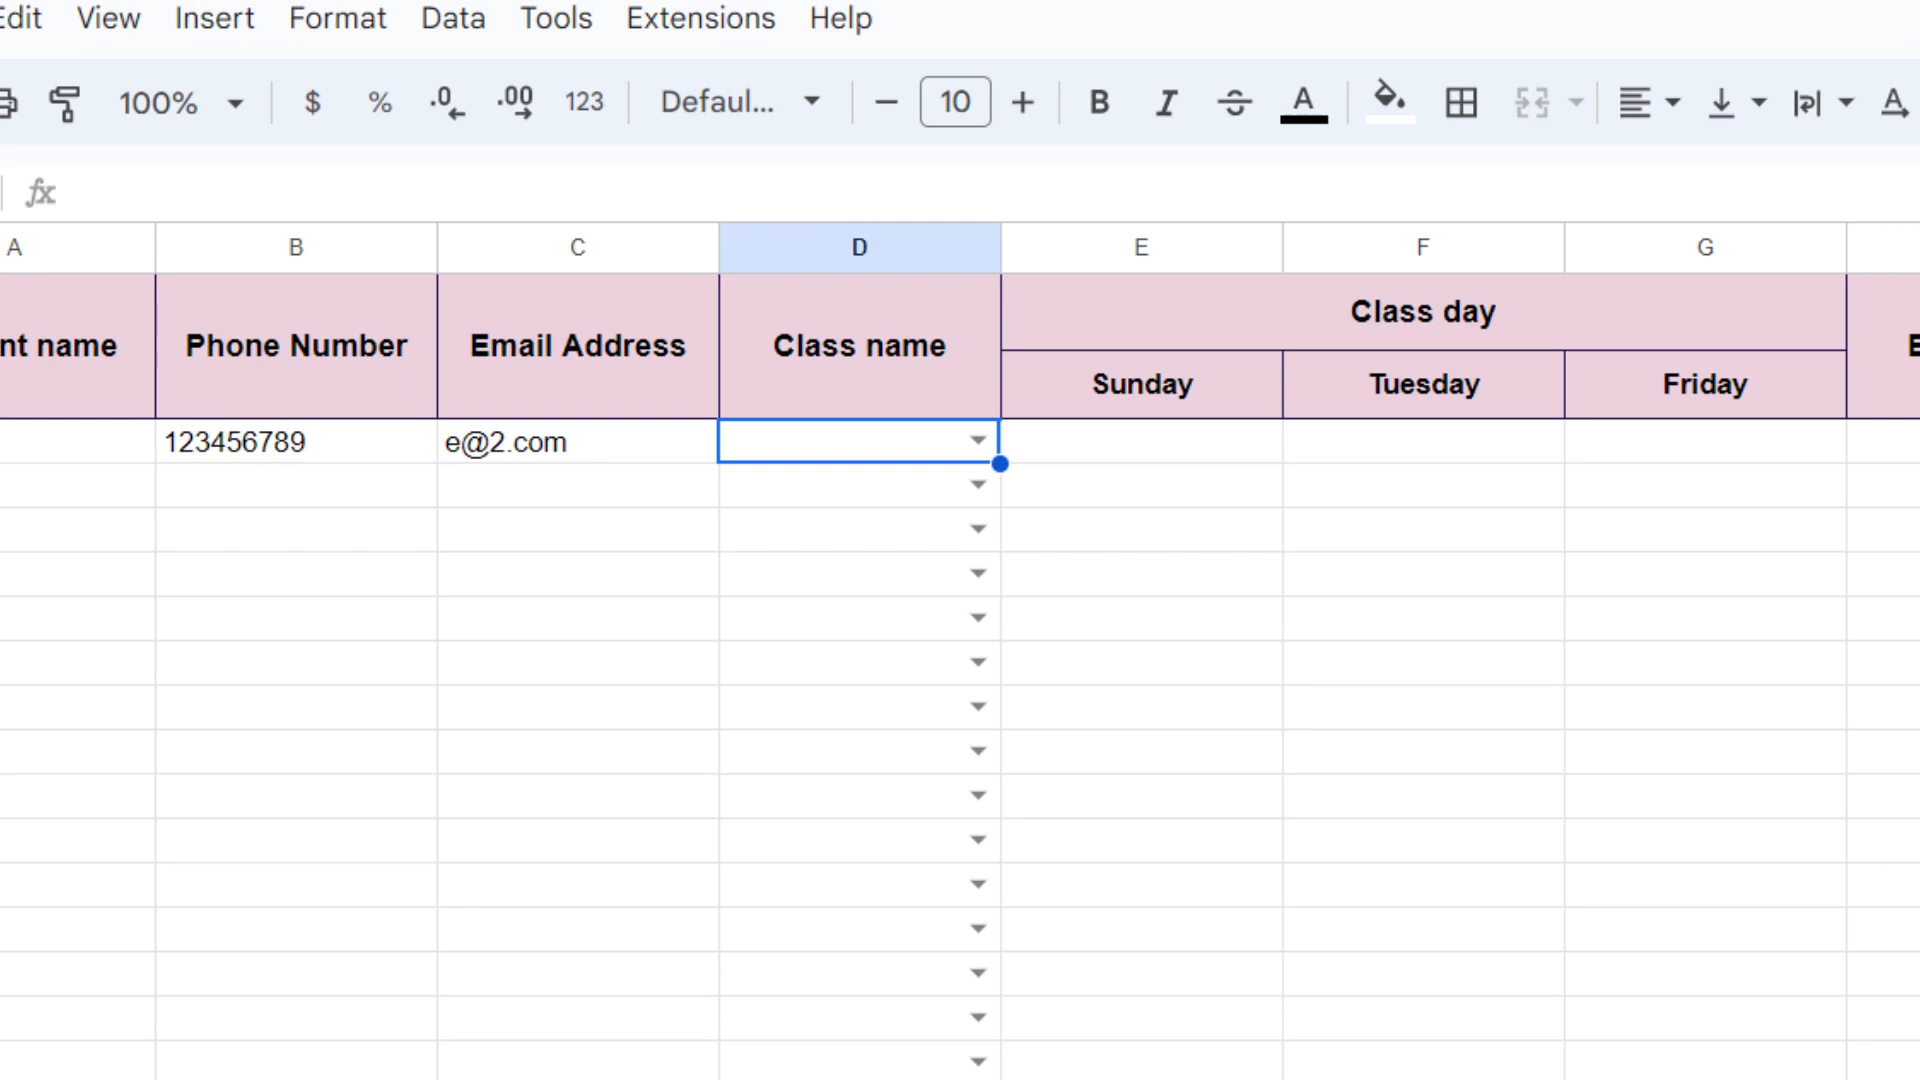 Edit View Insert Format Data Tools Extensions Help
100% $ % .0 .00 123 Defaul... − 10 + B I S A A
fx
A B C D E F G
nt name Phone Number Email Address Class name Class day
Sunday Tuesday Friday
123456789 e@2.com